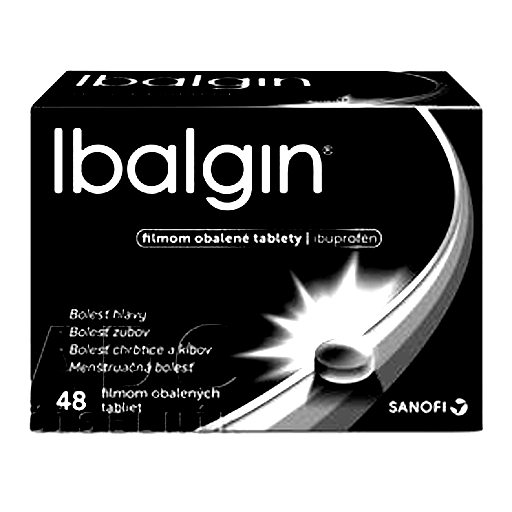 Ibalgin
Ibalgin®
filmom obalené tablety | ibuprofén
Bolesť hlavy
Bolesť zubov
Bolesť chrbtice a kĺbov
Menštruačná bolesť
48 filmom obalených
tabliet
SANOFI